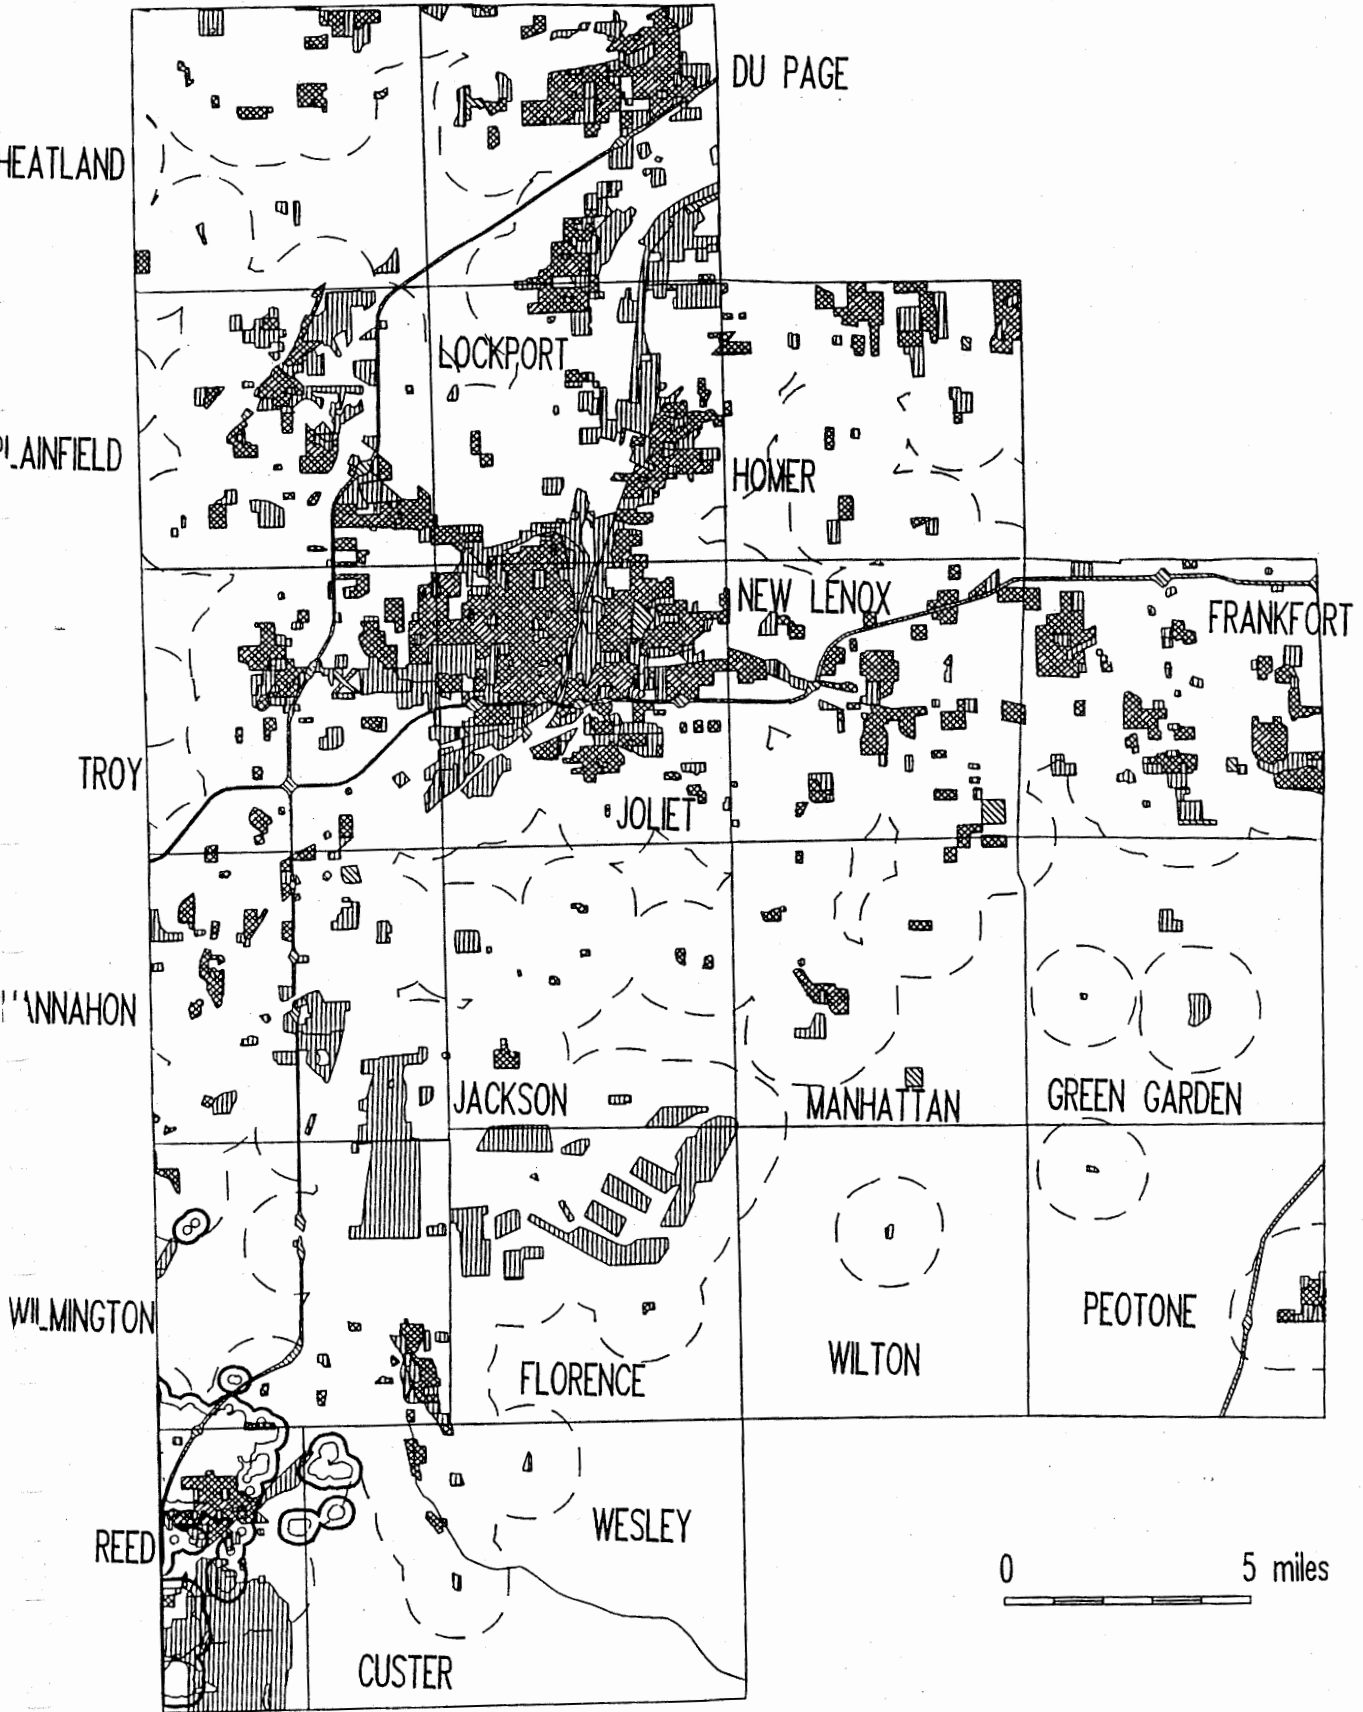 DU PAGE
HEATLAND
LOCKPORT
PLAINFIELD
HOMER
NEW LENOX
FRANKFORT
TROY
JOLIET
ANNAHON
JACKSON
MANHATTAN
GREEN GARDEN
WILMINGTON
PEOTONE
WILTON
FLORENCE
WESLEY
REED
0 5 miles
CUSTER